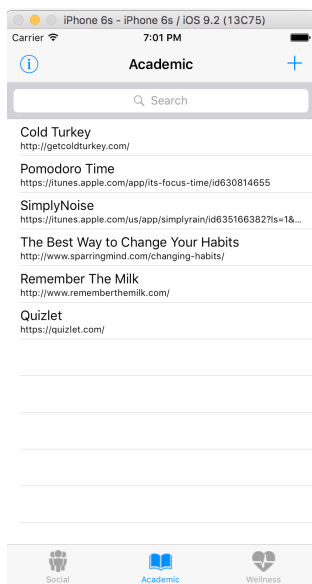 iPhone 6s - iPhone 6s / iOS 9.2 (13C75)
Carrier 7:01 PM
Academic
Search
Cold Turkey
http://getcoldturkey.com/
Pomodoro Time
https://itunes.apple.com/app/its-focus-time/id630814655
SimplyNoise
https://itunes.apple.com/us/app/simplyrain/id635166382?ls=1&...
The Best Way to Change Your Habits
http://www.sparringmind.com/changing-habits/
Remember The Milk
http://www.rememberthemilk.com/
Quizlet
https://quizlet.com/
Social Academic Wellness